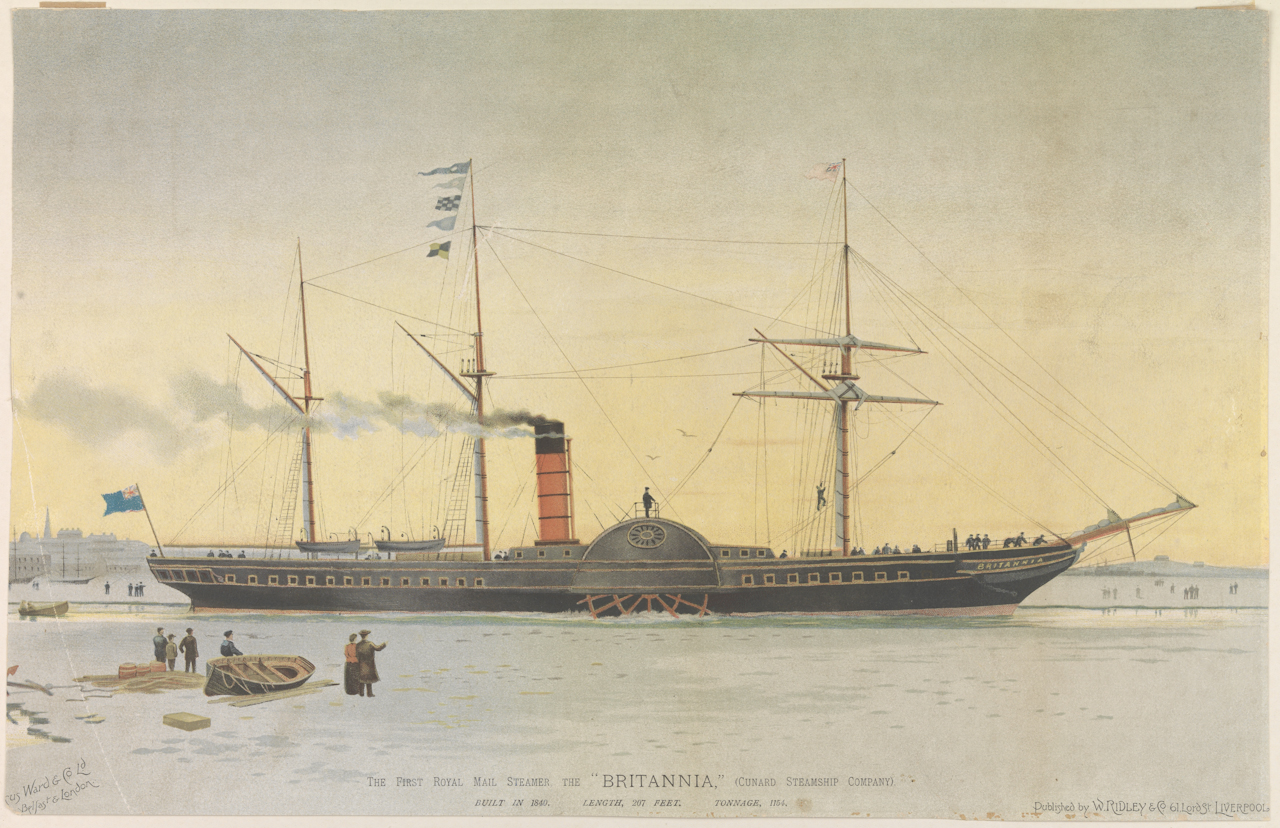 BRITANNIA
THE FIRST ROYAL MAIL STEAMER THE "BRITANNIA," (CUNARD STEAMSHIP COMPANY).
BUILT IN 1840. LENGTH, 207 FEET. TONNAGE, 1154.
us Ward & Co Ld
Belfast & London
Published by W. RIDLEY & Co 61 Lord St LIVERPOOL